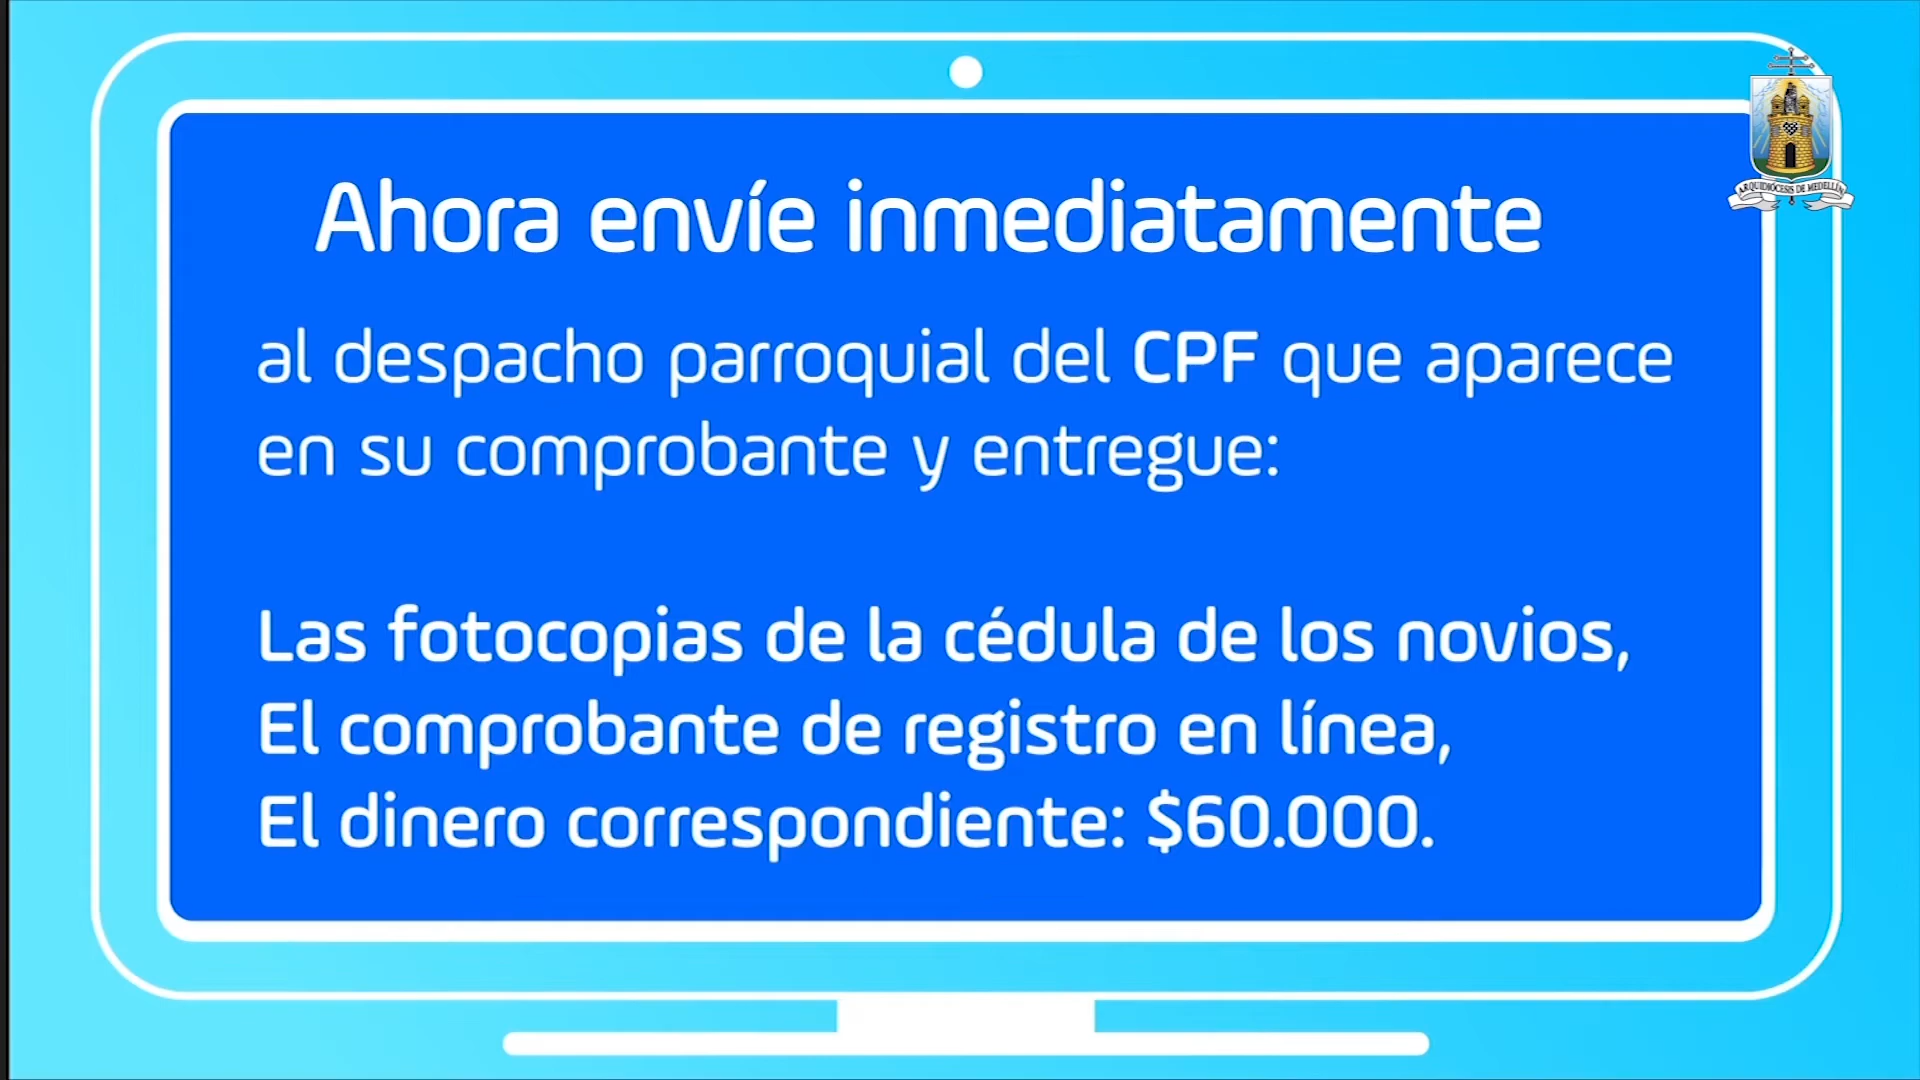 ARQUIDIÓCESIS DE MEDELLÍN
Ahora envíe inmediatamente
al despacho parroquial del CPF que aparece
en su comprobante y entregue:
Las fotocopias de la cédula de los novios,
El comprobante de registro en línea,
El dinero correspondiente: $60.000.